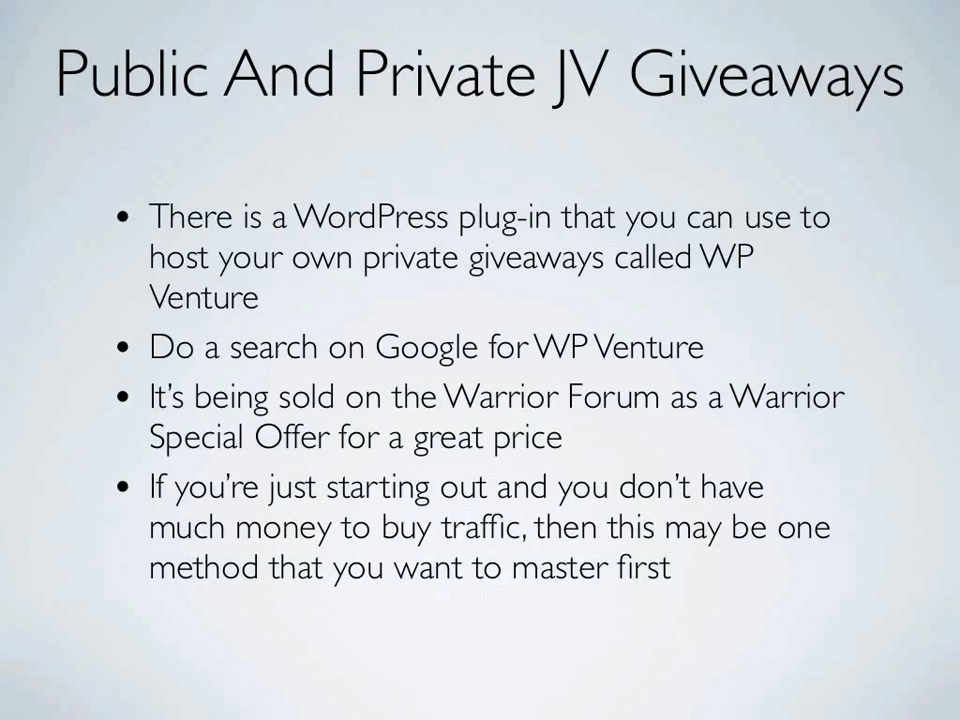 Public And Private JV Giveaways
• There is a WordPress plug-in that you can use to
host your own private giveaways called WP
Venture
• Do a search on Google for WP Venture
• It’s being sold on the Warrior Forum as a Warrior
Special Offer for a great price
• If you’re just starting out and you don’t have
much money to buy traffic, then this may be one
method that you want to master first